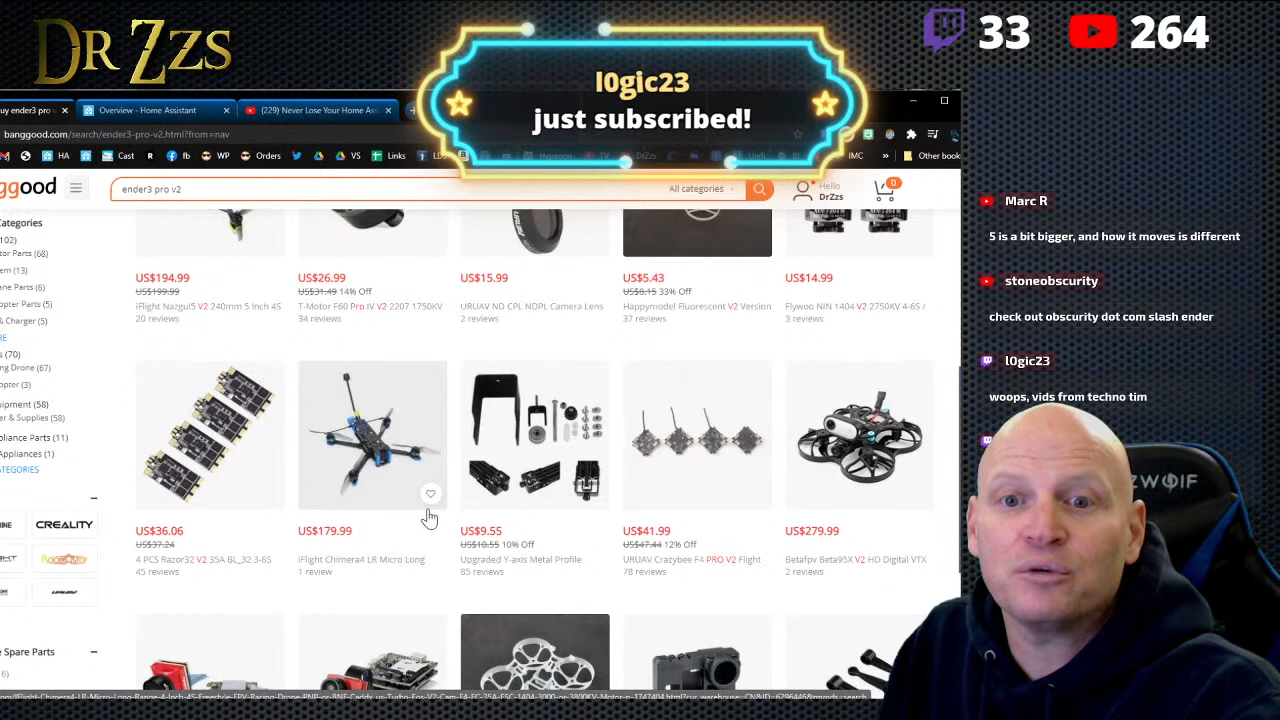 DR ZZS
33
264
l0gic23
just subscribed!
buy ender3 pro
Overview - Home Assistant
(229) Never Lose Your Home As
banggood.com/search/ender3-pro-v2.html?from=nav
HA
Cast
fb
WP
Orders
VS
Links
IMC
Other book
ggood
ender3 pro v2
All categories
Hello
DrZzs
0
Categories
US$194.99
US$199.99
iFlight Nazgul5 V2 240mm 5 Inch 4S
20 reviews
US$26.99
US$31.49 14% Off
T-Motor F60 Pro IV V2 2207 1750KV
34 reviews
US$15.99
URUAV ND CPL NDPL Camera Lens
2 reviews
US$5.43
US$8.15 33% Off
Happymodel Fluorescent V2 Version
37 reviews
US$14.99
Flywoo NIN 1404 V2 2750KV 4-6S /
3 reviews
US$36.06
US$37.24
4 PCS Razor32 V2 35A BL_32 3-6S
45 reviews
US$179.99
iFlight Chimera4 LR Micro Long
1 review
US$9.55
US$10.55 10% Off
Upgraded Y-axis Metal Profile
85 reviews
US$41.99
US$47.44 12% Off
URUAV Crazybee F4 PRO V2 Flight
78 reviews
US$279.99
Betafpv Beta95X V2 HD Digital VTX
2 reviews
CREALITY
e Spare Parts
Marc R
5 is a bit bigger, and how it moves is different
stoneobscurity
check out obscurity dot com slash ender
l0gic23
woops, vids from techno tim
ZWOLF